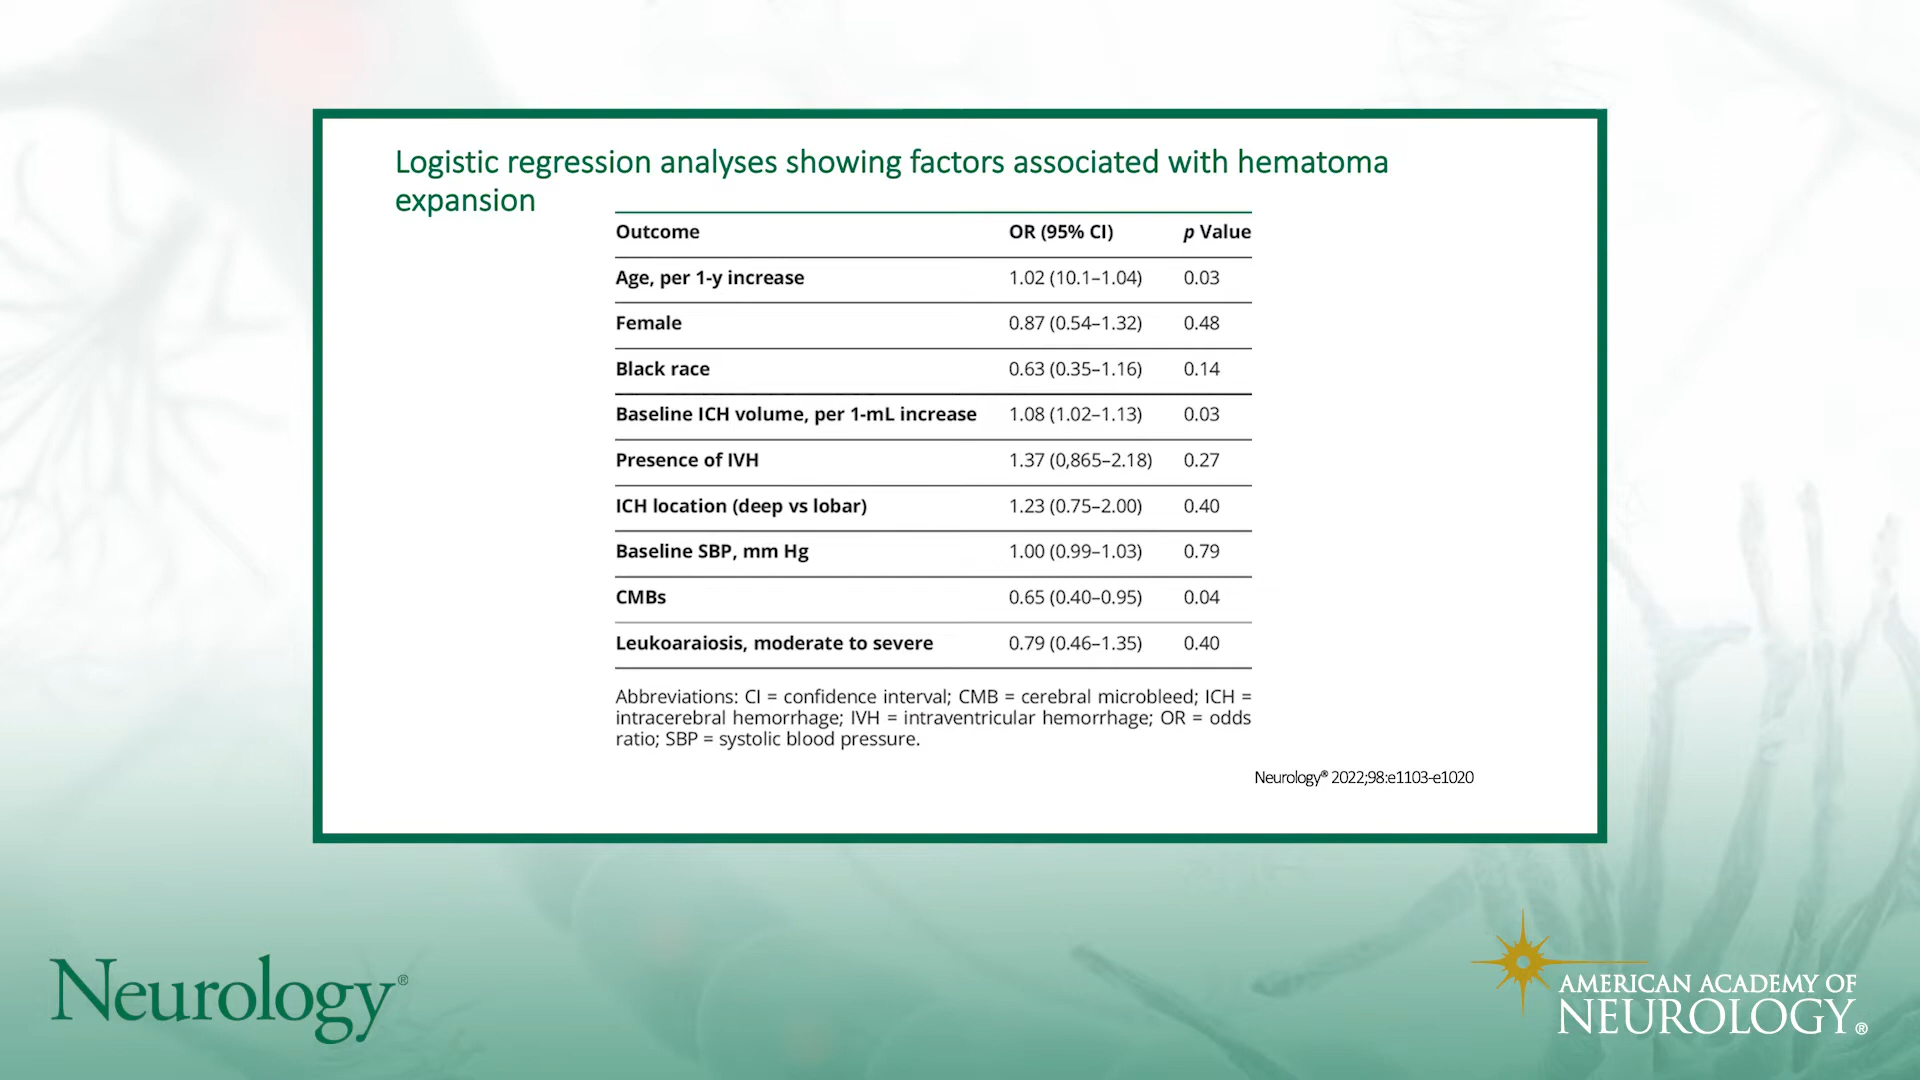 Logistic regression analyses showing factors associated with hematoma
expansion
Outcome OR (95% CI) p Value
Age, per 1-y increase 1.02 (10.1–1.04) 0.03
Female 0.87 (0.54–1.32) 0.48
Black race 0.63 (0.35–1.16) 0.14
Baseline ICH volume, per 1-mL increase 1.08 (1.02–1.13) 0.03
Presence of IVH 1.37 (0,865–2.18) 0.27
ICH location (deep vs lobar) 1.23 (0.75–2.00) 0.40
Baseline SBP, mm Hg 1.00 (0.99–1.03) 0.79
CMBs 0.65 (0.40–0.95) 0.04
Leukoaraiosis, moderate to severe 0.79 (0.46–1.35) 0.40
Abbreviations: CI = confidence interval; CMB = cerebral microbleed; ICH =
intracerebral hemorrhage; IVH = intraventricular hemorrhage; OR = odds
ratio; SBP = systolic blood pressure.
Neurology® 2022;98:e1103-e1020
Neurology®
AMERICAN ACADEMY OF
NEUROLOGY®